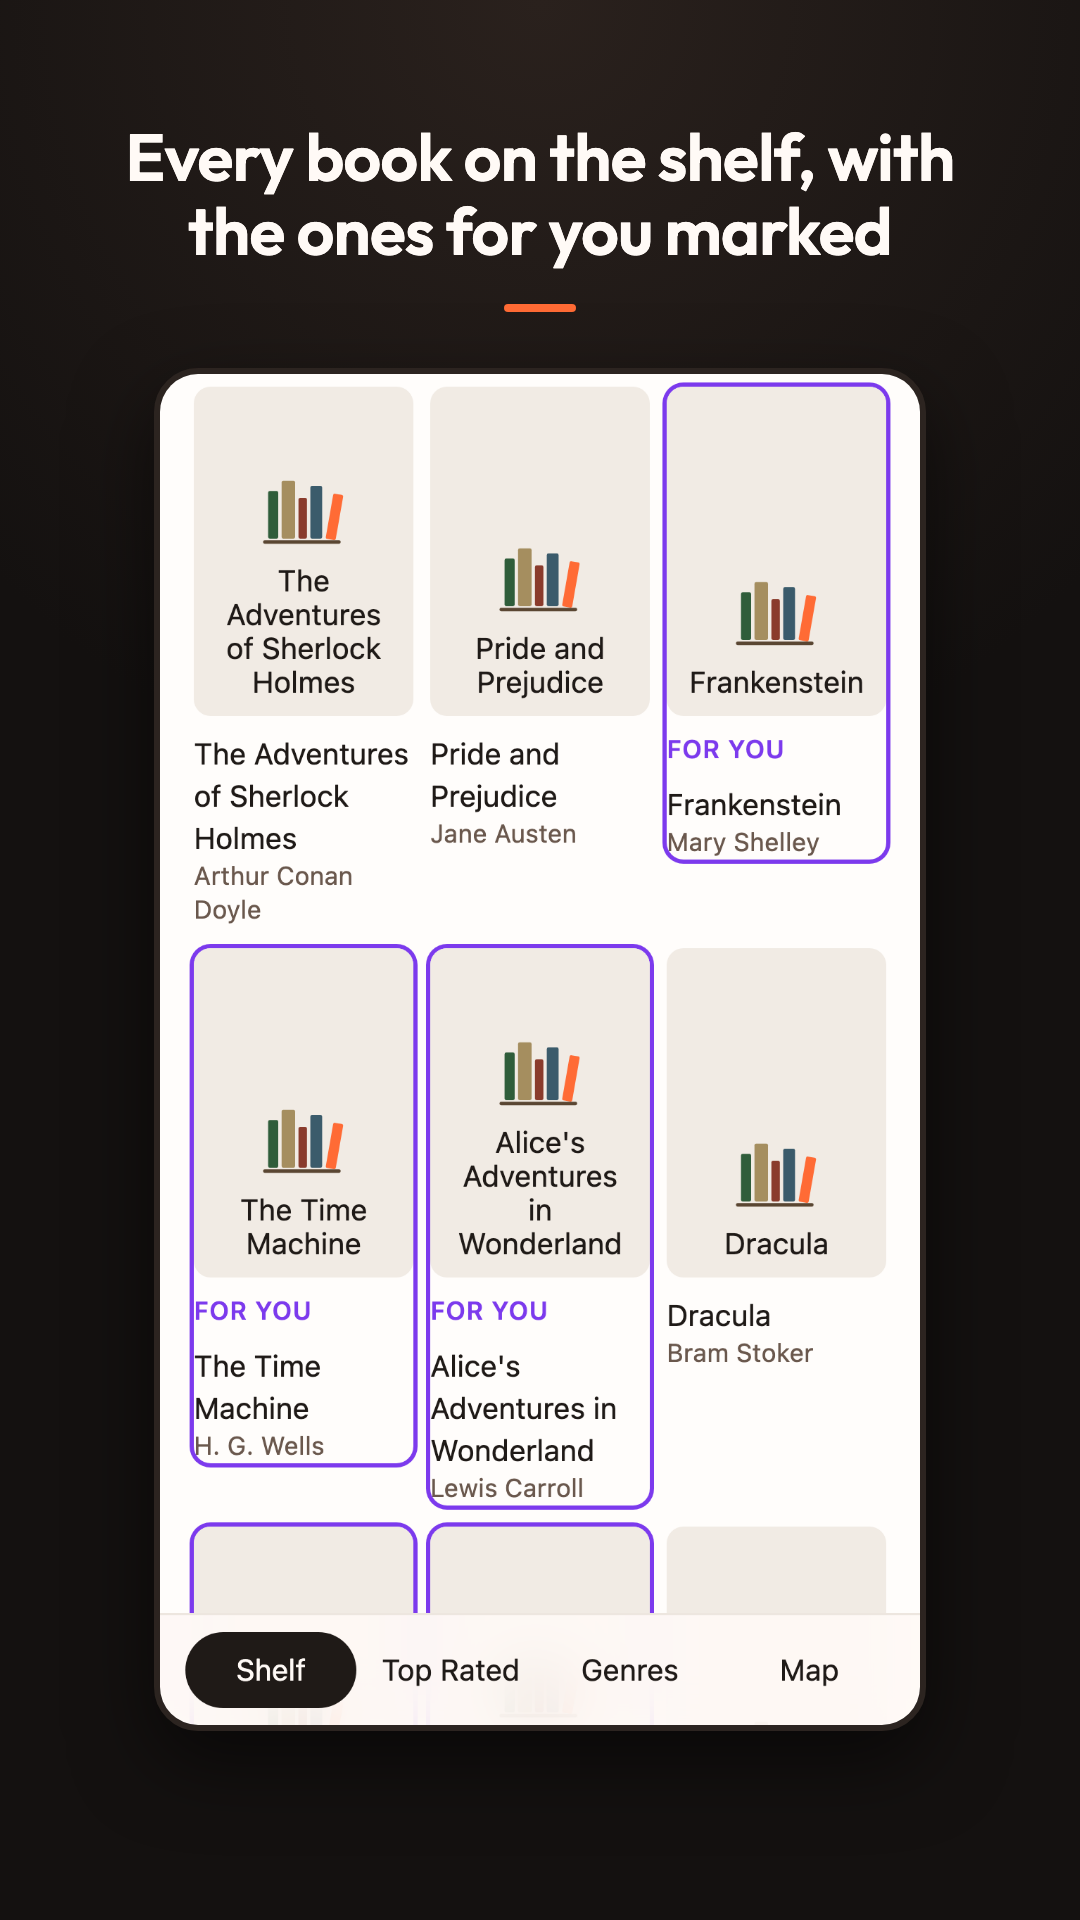 Every book on the shelf, with
the ones for you marked
The
Adventures
of Sherlock
Holmes
The Adventures
of Sherlock
Holmes
Arthur Conan
Doyle
Pride and
Prejudice
Pride and
Prejudice
Jane Austen
Frankenstein
FOR YOU
Frankenstein
Mary Shelley
The Time
Machine
FOR YOU
The Time
Machine
H. G. Wells
Alice's
Adventures
in
Wonderland
FOR YOU
Alice's
Adventures in
Wonderland
Lewis Carroll
Dracula
Dracula
Bram Stoker
Shelf
Top Rated
Genres
Map